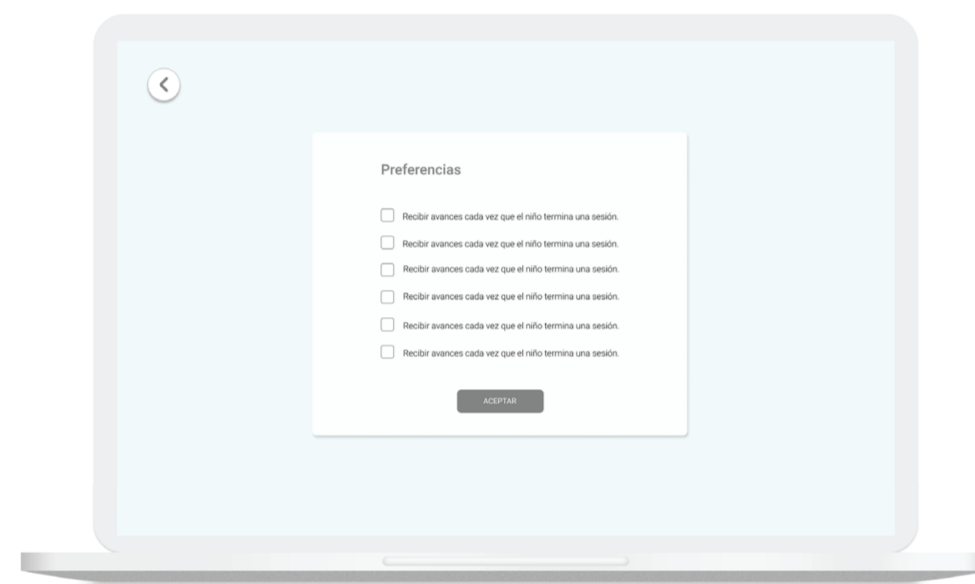 Preferencias
Recibir avances cada vez que el niño termina una sesión.
Recibir avances cada vez que el niño termina una sesión.
Recibir avances cada vez que el niño termina una sesión.
Recibir avances cada vez que el niño termina una sesión.
Recibir avances cada vez que el niño termina una sesión.
Recibir avances cada vez que el niño termina una sesión.
ACEPTAR